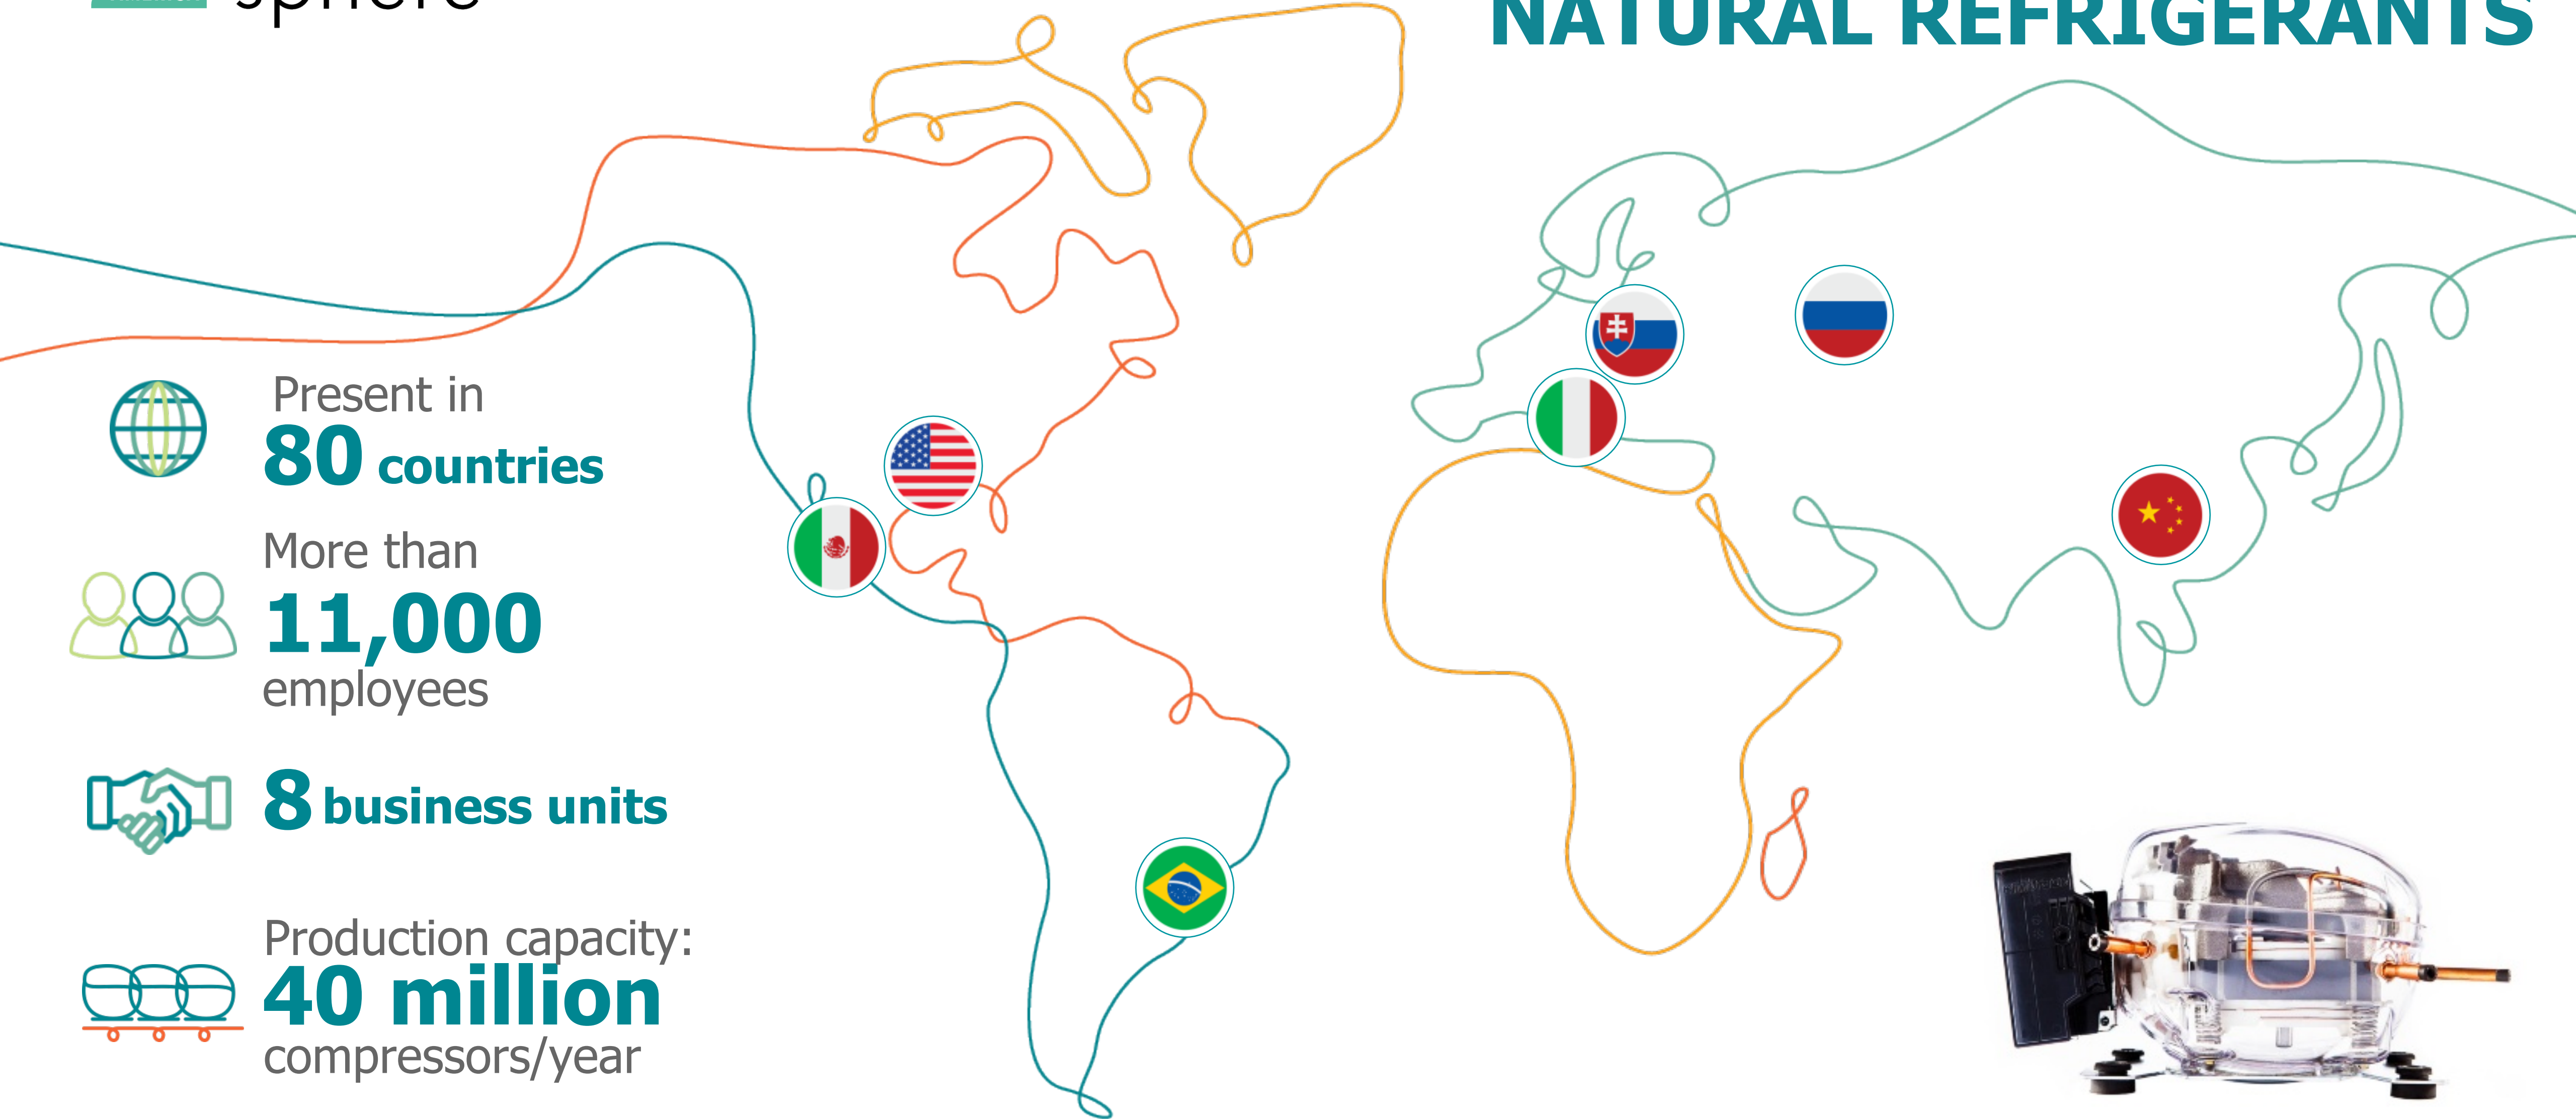 sphere
NATURAL REFRIGERANTS
Present in
80 countries
More than
11,000
employees
8 business units
Production capacity:
40 million
compressors/year